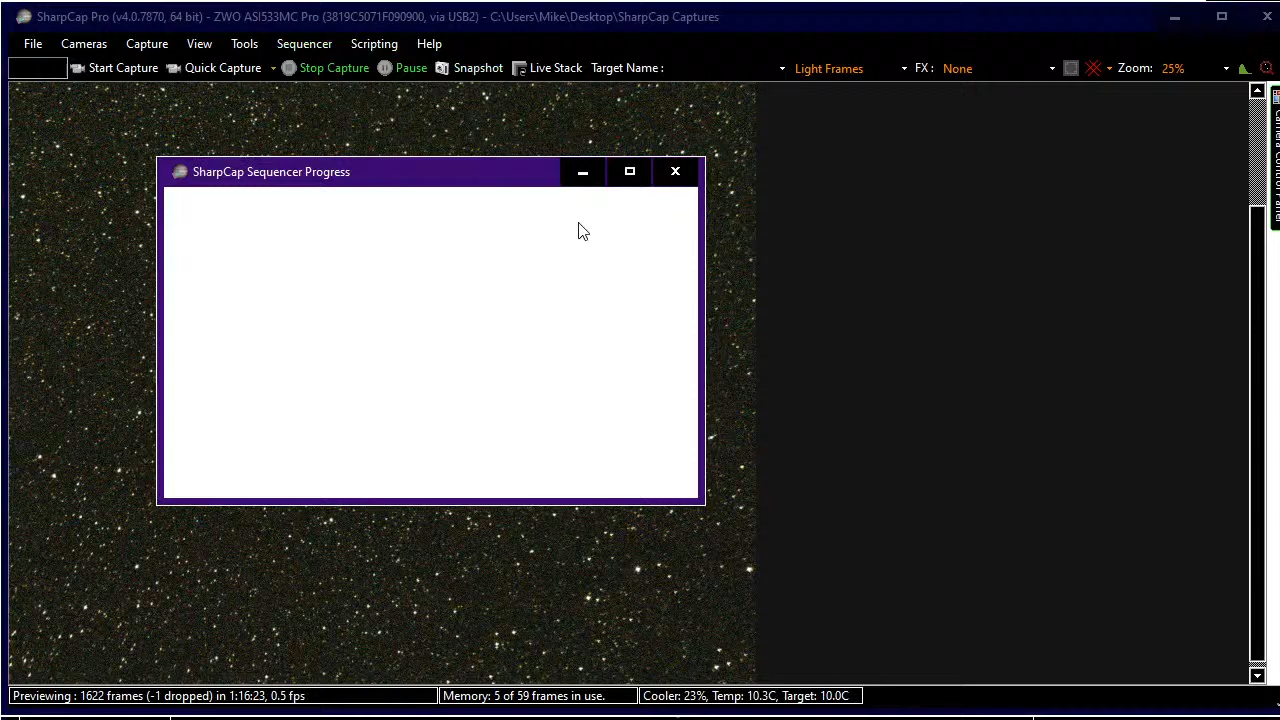 SharpCap Pro (v4.0.7870, 64 bit) - ZWO ASI533MC Pro (3819C5071F090900, via USB2) - C:\Users\Mike\Desktop\SharpCap Captures
File Cameras Capture View Tools Sequencer Scripting Help
Start Capture Quick Capture Stop Capture Pause Snapshot Live Stack Target Name : Light Frames FX : None Zoom: 25%
Camera Control Panel
SharpCap Sequencer Progress
Previewing : 1622 frames (-1 dropped) in 1:16:23, 0.5 fps Memory: 5 of 59 frames in use. Cooler: 23%, Temp: 10.3C, Target: 10.0C